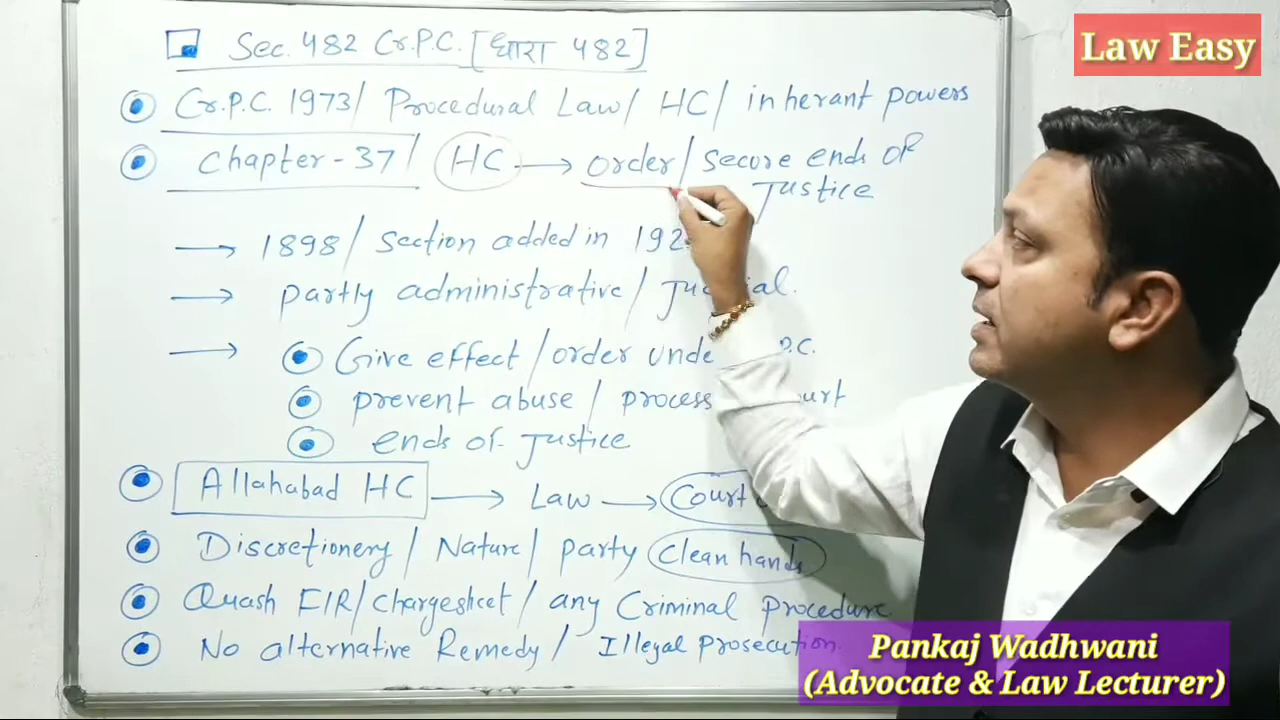 Law Easy
Sec. 482 Cr.P.C. [धारा 482]
Cr.P.C. 1973/ Procedural Law/ HC/ inherant powers
Chapter-37/ HC → order/ Secure ends of
Justice
→ 1898/ Section added in
→ partly administrative/
→ Give effect/order P.C.
prevent abuse/ process
ends of Justice
Allahabad HC → Law → Court
Discretionery/ Nature/ party clean hands
Quash FIR/chargesheet/ any Criminal procedure
No alternative Remedy/ Illegal prosecution.
Pankaj Wadhwani
(Advocate & Law Lecturer)